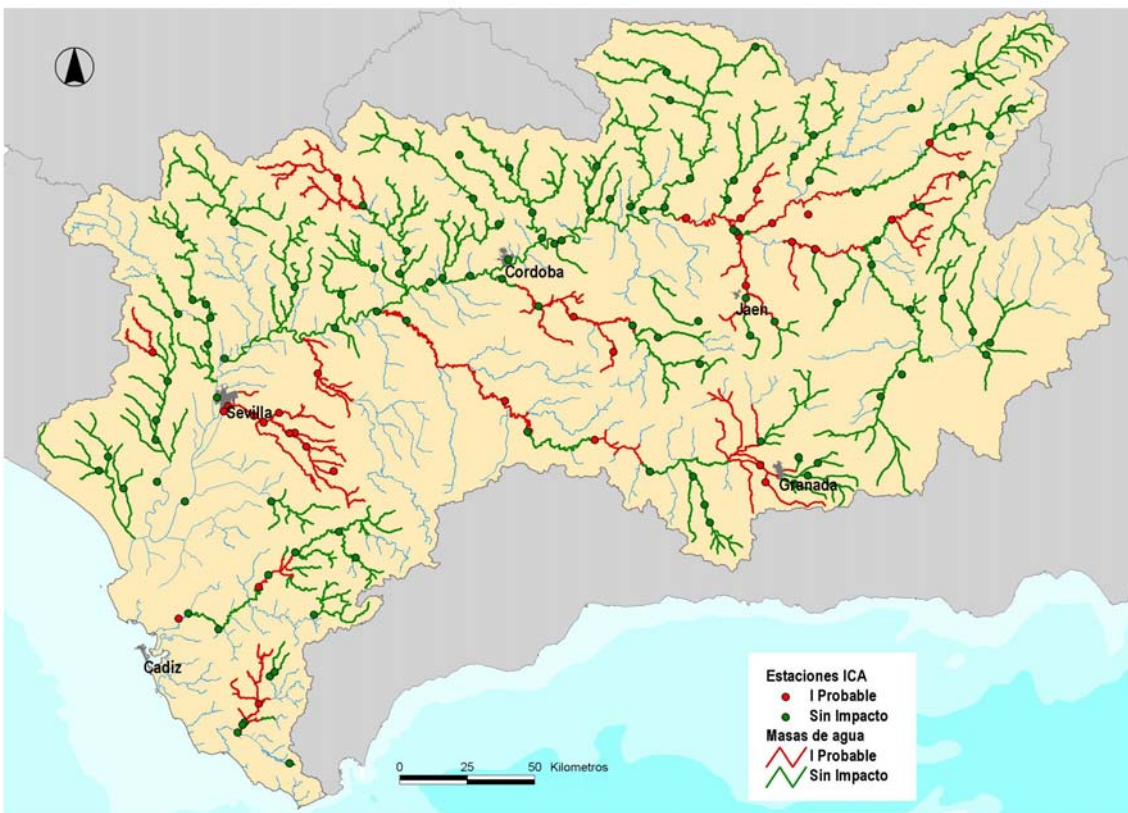 Cordoba
Jaen
Sevilla
Granada
Cadiz
Estaciones ICA
I Probable
Sin Impacto
Masas de agua
I Probable
Sin Impacto
0 25 50 Kilometros